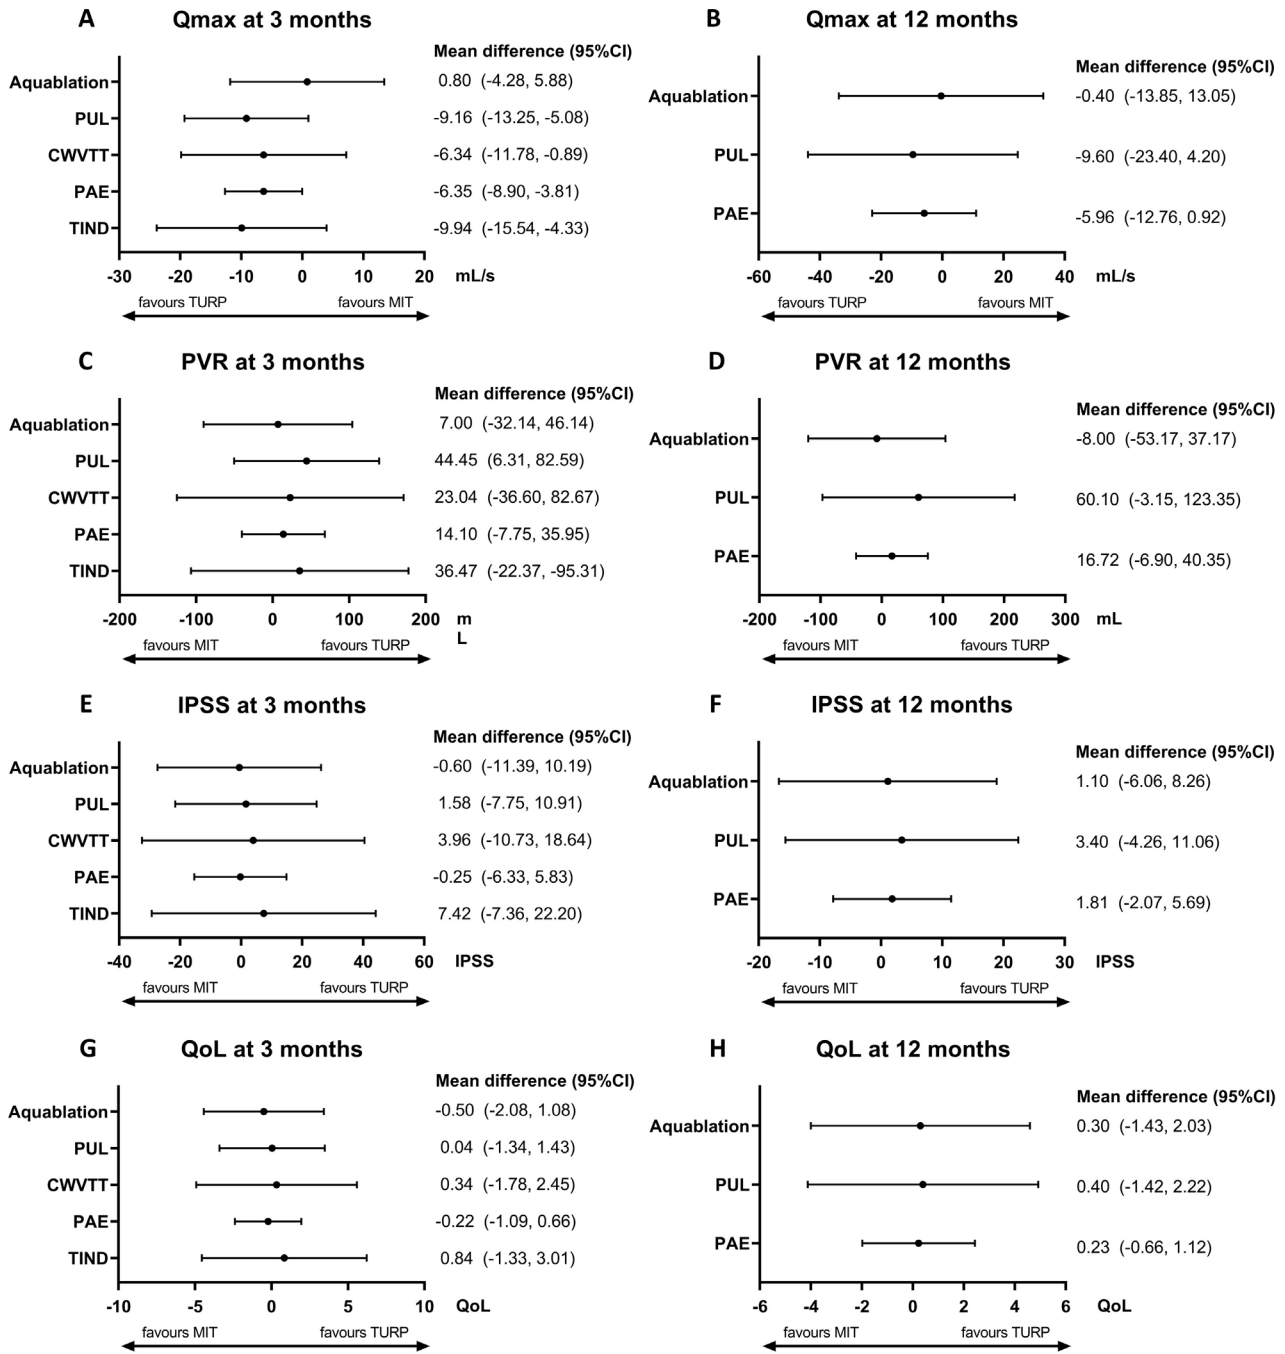 A
Qmax at 3 months
Mean difference (95%CI)
Aquablation
0.80 (-4.28, 5.88)
PUL
-9.16 (-13.25, -5.08)
CWVTT
-6.34 (-11.78, -0.89)
PAE
-6.35 (-8.90, -3.81)
TIND
-9.94 (-15.54, -4.33)
-30 -20 -10 0 10 20 mL/s
favours TURP favours MIT
B
Qmax at 12 months
Mean difference (95%CI)
Aquablation
-0.40 (-13.85, 13.05)
PUL
-9.60 (-23.40, 4.20)
PAE
-5.96 (-12.76, 0.92)
-60 -40 -20 0 20 40 mL/s
favours TURP favours MIT
C
PVR at 3 months
Mean difference (95%CI)
Aquablation
7.00 (-32.14, 46.14)
PUL
44.45 (6.31, 82.59)
CWVTT
23.04 (-36.60, 82.67)
PAE
14.10 (-7.75, 35.95)
TIND
36.47 (-22.37, -95.31)
-200 -100 0 100 200 m
L
favours MIT favours TURP
D
PVR at 12 months
Mean difference (95%CI)
Aquablation
-8.00 (-53.17, 37.17)
PUL
60.10 (-3.15, 123.35)
PAE
16.72 (-6.90, 40.35)
-200 -100 0 100 200 300 mL
favours MIT favours TURP
E
IPSS at 3 months
Mean difference (95%CI)
Aquablation
-0.60 (-11.39, 10.19)
PUL
1.58 (-7.75, 10.91)
CWVTT
3.96 (-10.73, 18.64)
PAE
-0.25 (-6.33, 5.83)
TIND
7.42 (-7.36, 22.20)
-40 -20 0 20 40 60 IPSS
favours MIT favours TURP
F
IPSS at 12 months
Mean difference (95%CI)
Aquablation
1.10 (-6.06, 8.26)
PUL
3.40 (-4.26, 11.06)
PAE
1.81 (-2.07, 5.69)
-20 -10 0 10 20 30 IPSS
favours MIT favours TURP
G
QoL at 3 months
Mean difference (95%CI)
Aquablation
-0.50 (-2.08, 1.08)
PUL
0.04 (-1.34, 1.43)
CWVTT
0.34 (-1.78, 2.45)
PAE
-0.22 (-1.09, 0.66)
TIND
0.84 (-1.33, 3.01)
-10 -5 0 5 10 QoL
favours MIT favours TURP
H
QoL at 12 months
Mean difference (95%CI)
Aquablation
0.30 (-1.43, 2.03)
PUL
0.40 (-1.42, 2.22)
PAE
0.23 (-0.66, 1.12)
-6 -4 -2 0 2 4 6 QoL
favours MIT favours TURP